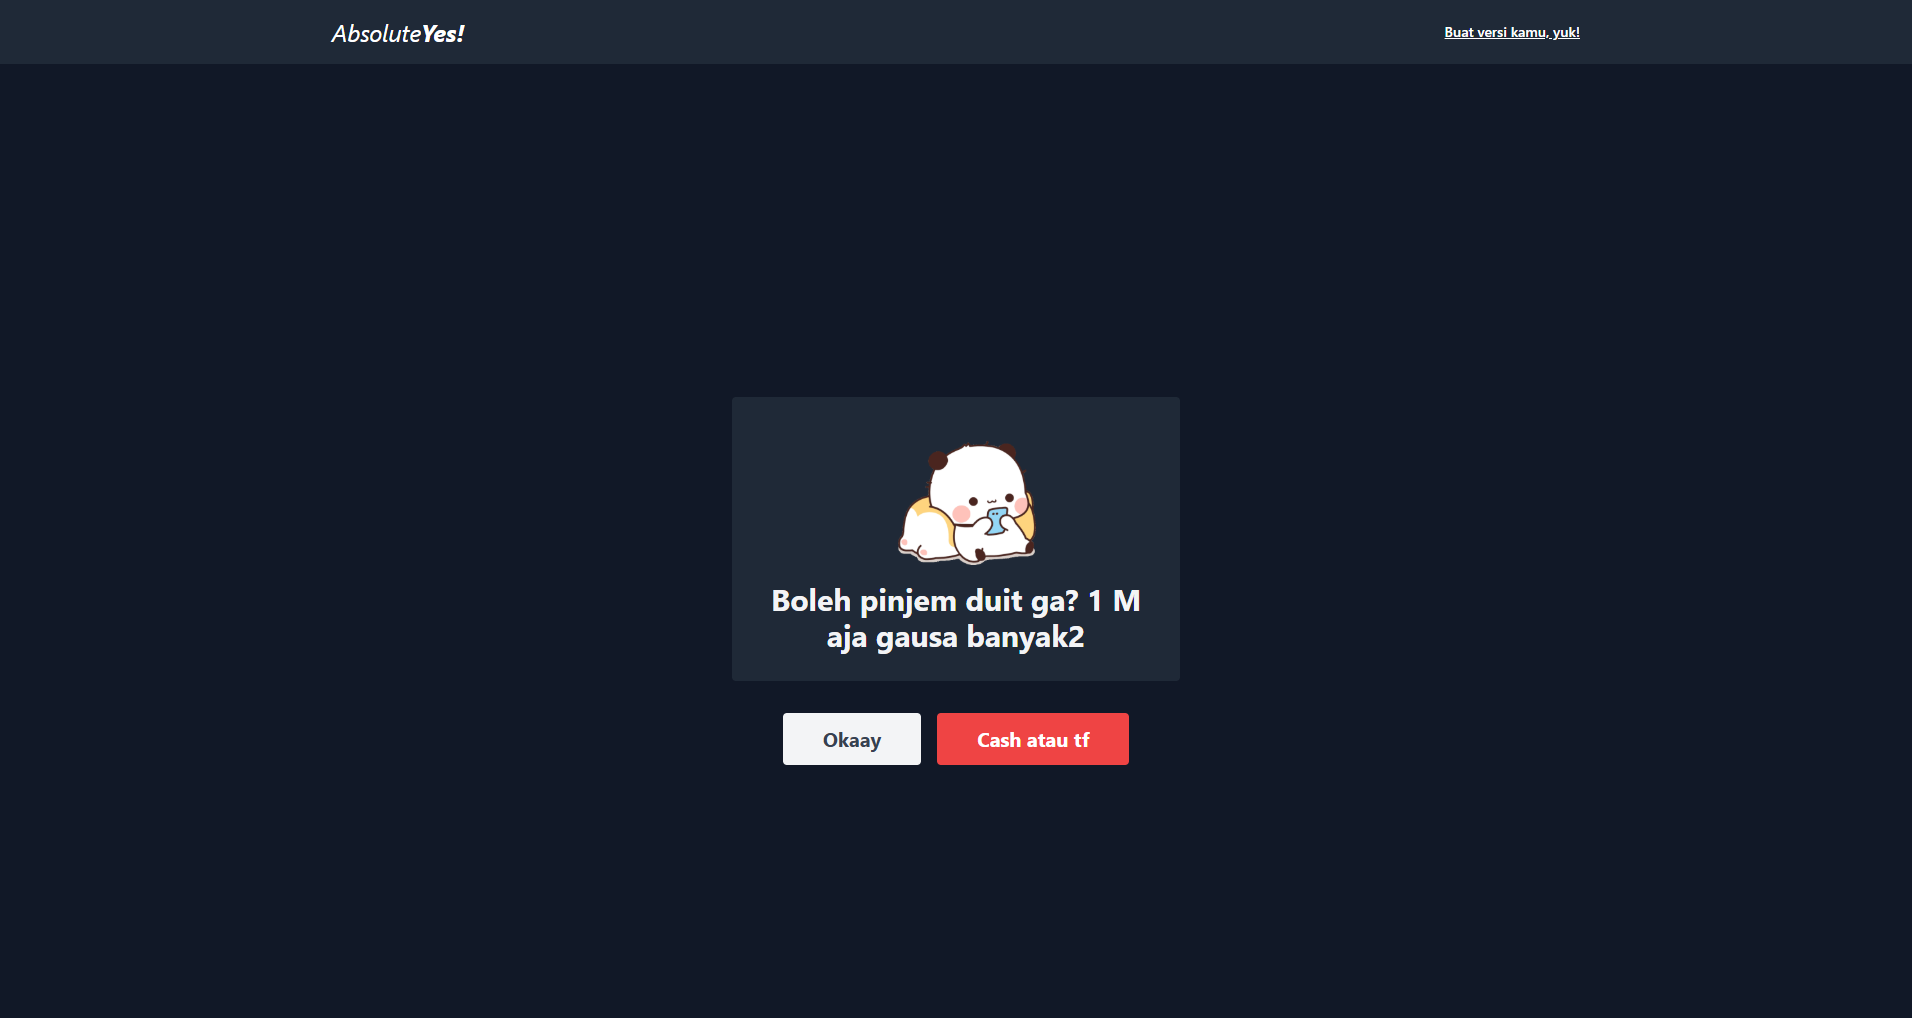 AbsoluteYes!
Buat versi kamu, yuk!
Boleh pinjem duit ga? 1 M
aja gausa banyak2
Okaay
Cash atau tf